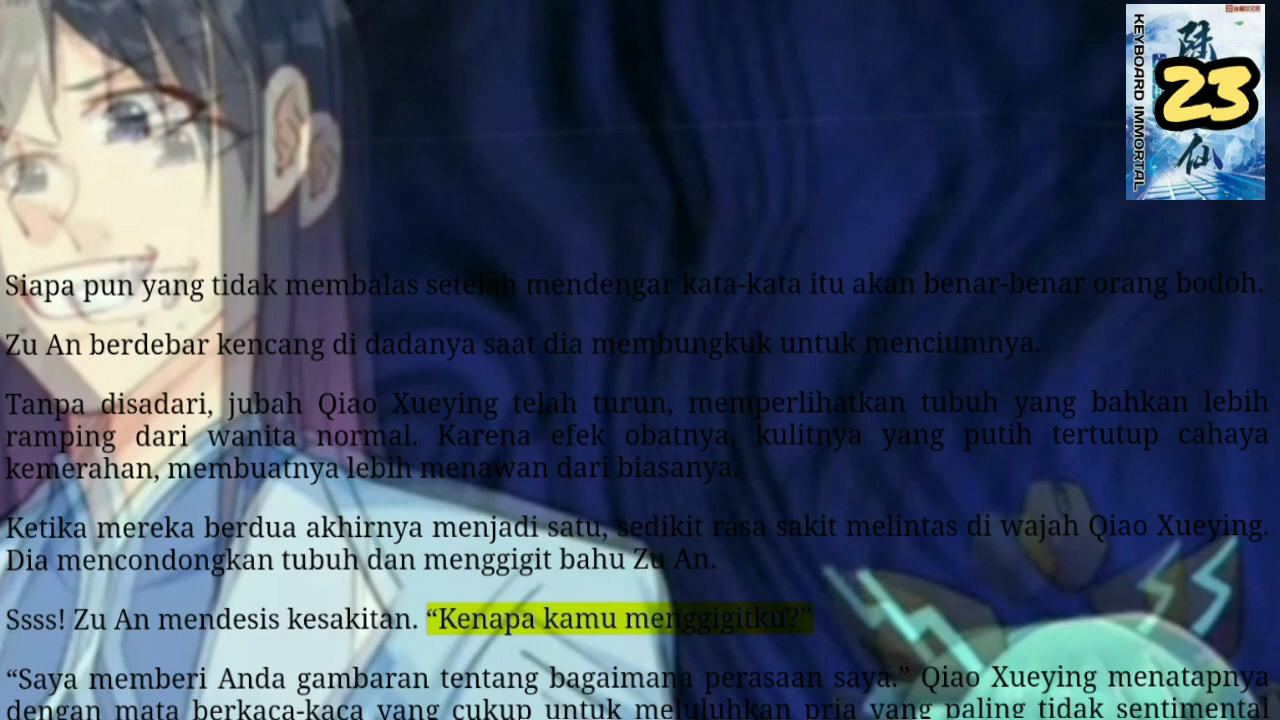 陆
仙
KEYBOARD IMMORTAL
23
Siapa pun yang tidak membalas setelah mendengar kata-kata itu akan benar-benar orang bodoh.
Zu An berdebar kencang di dadanya saat dia membungkuk untuk menciumnya.
Tanpa disadari, jubah Qiao Xueying telah turun, memperlihatkan tubuh yang bahkan lebih
ramping dari wanita normal. Karena efek obatnya, kulitnya yang putih tertutup cahaya
kemerahan, membuatnya lebih menawan dari biasanya.
Ketika mereka berdua akhirnya menjadi satu, sedikit rasa sakit melintas di wajah Qiao Xueying.
Dia mencondongkan tubuh dan menggigit bahu Zu An.
Ssss! Zu An mendesis kesakitan. “Kenapa kamu menggigitku?”
“Saya memberi Anda gambaran tentang bagaimana perasaan saya.” Qiao Xueying menatapnya
dengan mata berkaca-kaca yang cukup untuk meluluhkan pria yang paling tidak sentimental